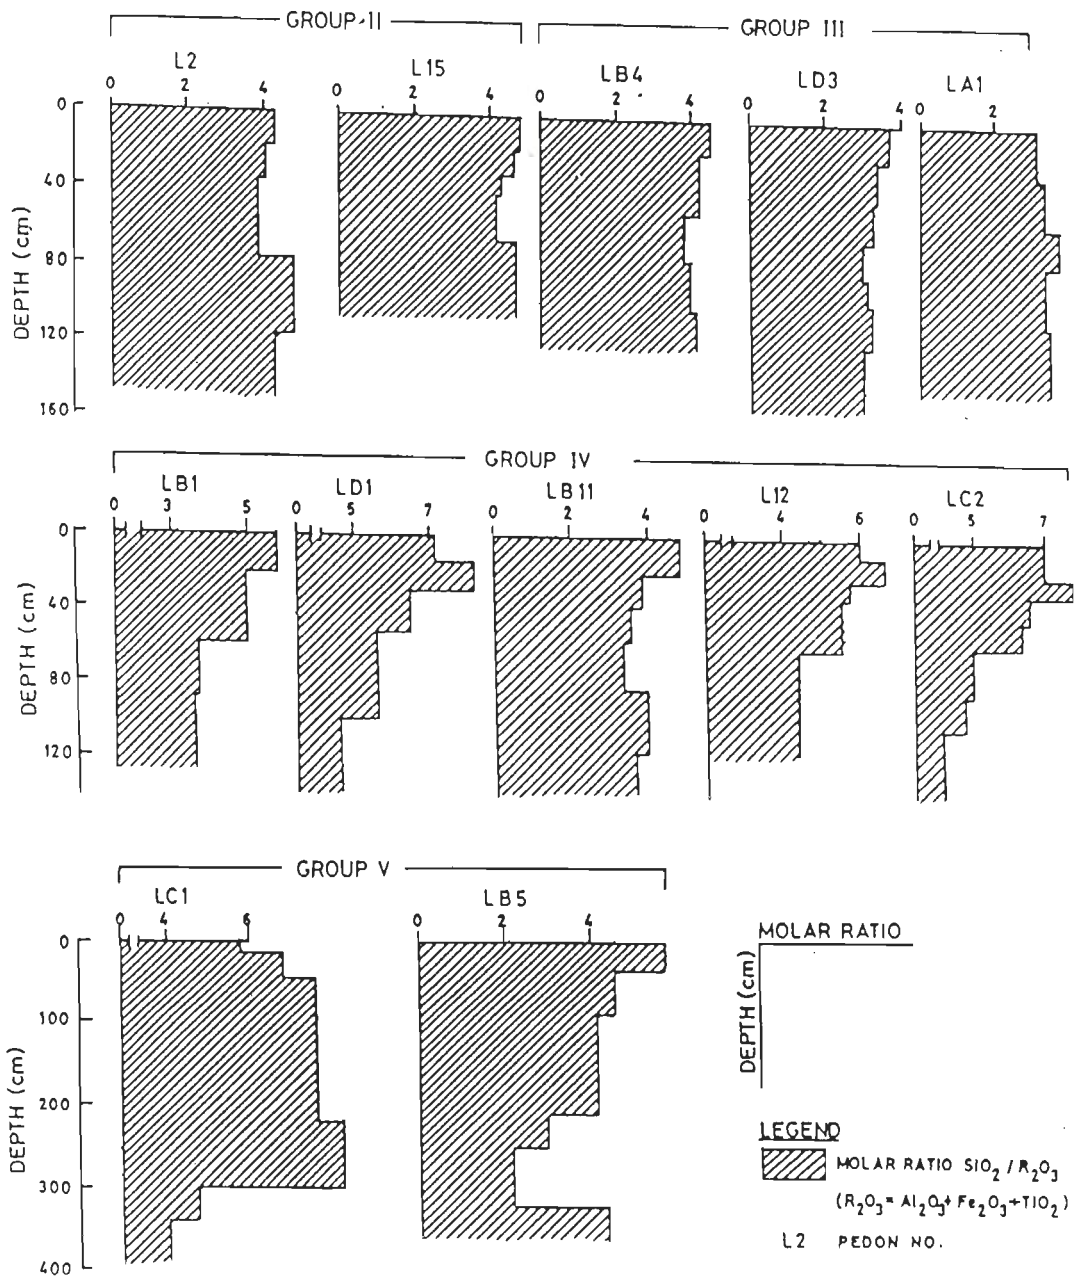 GROUP II GROUP III
L2 L15 LB4 LD3 LA1
0 2 4 0 2 4 0 2 4 0 2 4 0 2
DEPTH (cm)
0
40
80
120
160
GROUP IV
LB1 LD1 LB11 L12 LC2
0 3 5 0 5 7 0 2 4 0 4 6 0 5 7
DEPTH (cm)
0
40
80
120
GROUP V
LC1 LB5
0 4 6 0 2 4
DEPTH (cm)
0
100
200
300
400
MOLAR RATIO
DEPTH (cm)
LEGEND
MOLAR RATIO SIO₂ / R₂O₃
(R₂O₃ = Al₂O₃+ Fe₂O₃+TIO₂)
L2 PEDON NO.